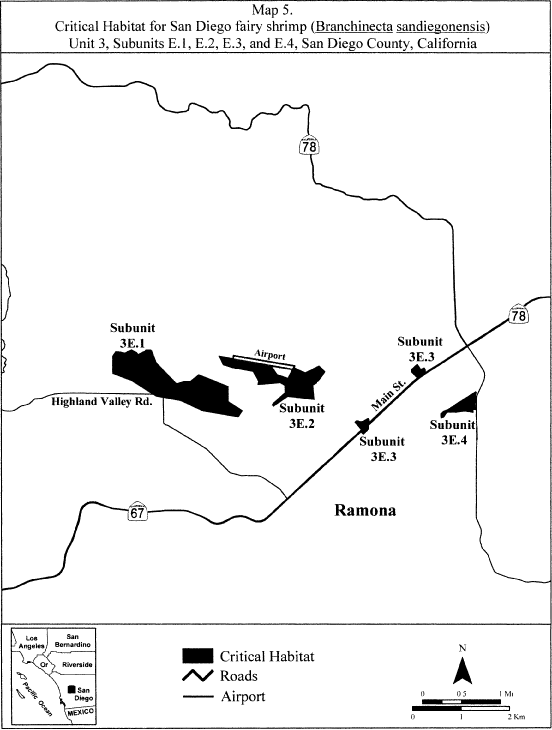 Map 5.
Critical Habitat for San Diego fairy shrimp (Branchinecta sandiegonensis)
Unit 3, Subunits E.1, E.2, E.3, and E.4, San Diego County, California
78
78
Subunit
3E.1
Airport
Subunit
3E.3
Highland Valley Rd.
Subunit
3E.2
Main St.
Subunit
3E.3
Subunit
3E.4
67
Ramona
Los
Angeles
San
Bernardino
Or
Riverside
San
Diego
Pacific Ocean
MEXICO
Critical Habitat
Roads
Airport
N
0 0.5 1 Mi
0 1 2 Km